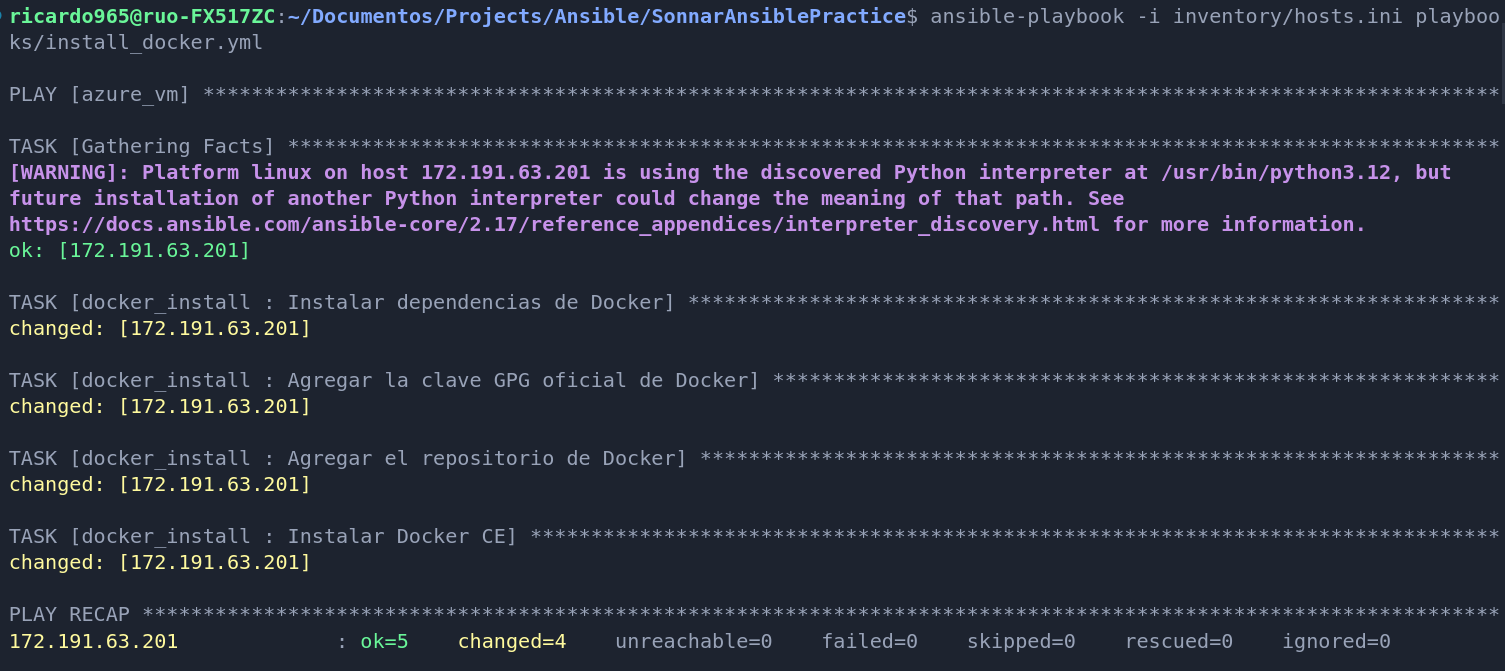 ricardo965@ruo-FX517ZC:~/Documentos/Projects/Ansible/SonnarAnsiblePractice$ ansible-playbook -i inventory/hosts.ini playboo
ks/install_docker.yml
PLAY [azure_vm] ***********************************************************************************************************
TASK [Gathering Facts] ****************************************************************************************************
[WARNING]: Platform linux on host 172.191.63.201 is using the discovered Python interpreter at /usr/bin/python3.12, but
future installation of another Python interpreter could change the meaning of that path. See
https://docs.ansible.com/ansible-core/2.17/reference_appendices/interpreter_discovery.html for more information.
ok: [172.191.63.201]
TASK [docker_install : Instalar dependencias de Docker] *******************************************************************
changed: [172.191.63.201]
TASK [docker_install : Agregar la clave GPG oficial de Docker] ************************************************************
changed: [172.191.63.201]
TASK [docker_install : Agregar el repositorio de Docker] ******************************************************************
changed: [172.191.63.201]
TASK [docker_install : Instalar Docker CE] ********************************************************************************
changed: [172.191.63.201]
PLAY RECAP ****************************************************************************************************************
172.191.63.201             : ok=5    changed=4    unreachable=0    failed=0    skipped=0    rescued=0    ignored=0